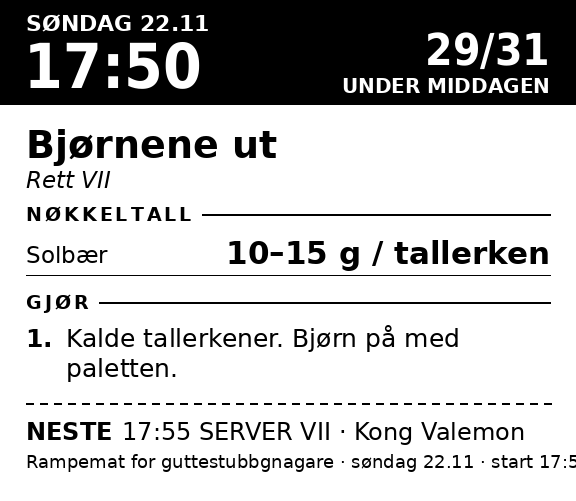 SØNDAG 22.11
17:50
29/31
UNDER MIDDAGEN
Bjørnene ut
Rett VII
NØKKELTALL
Solbær 10–15 g / tallerken
GJØR
1. Kalde tallerkener. Bjørn på med
paletten.
NESTE 17:55 SERVER VII · Kong Valemon
Rampemat for guttestubbgnagare · søndag 22.11 · start